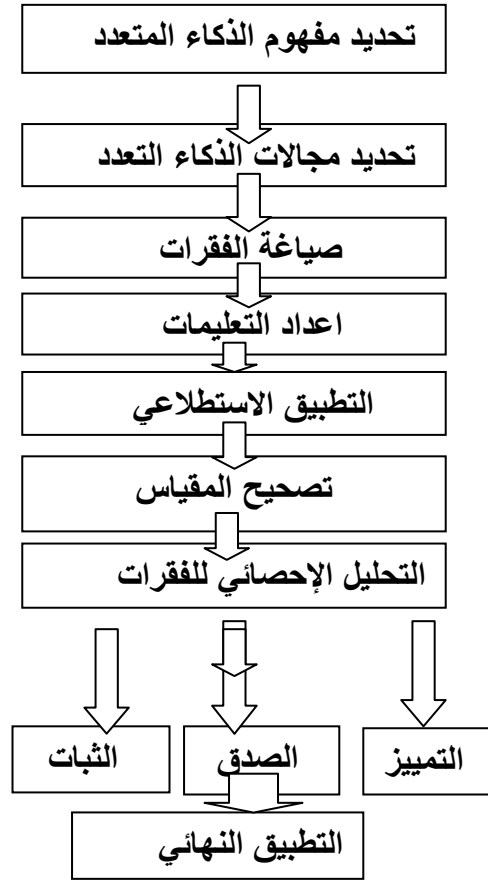 تحديد مفهوم الذكاء المتعدد
تحديد مجالات الذكاء التعدد
صياغة الفقرات
اعداد التعليمات
التطبيق الاستطلاعي
تصحيح المقياس
التحليل الإحصائي للفقرات
التمييز
الصدق
الثبات
التطبيق النهائي